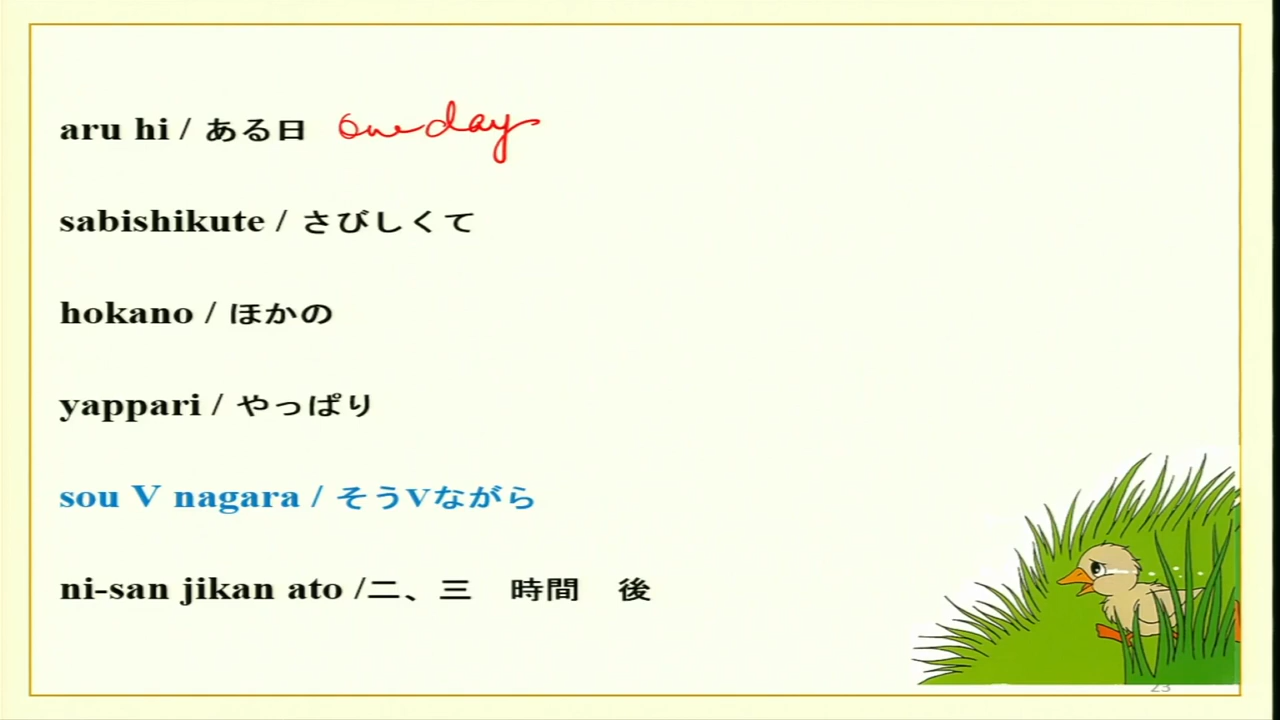 aru hi / ある日 One day
sabishikute / さびしくて
hokano / ほかの
yappari / やっぱり
sou V nagara / そうVながら
ni-san jikan ato /二、三　時間　後
23